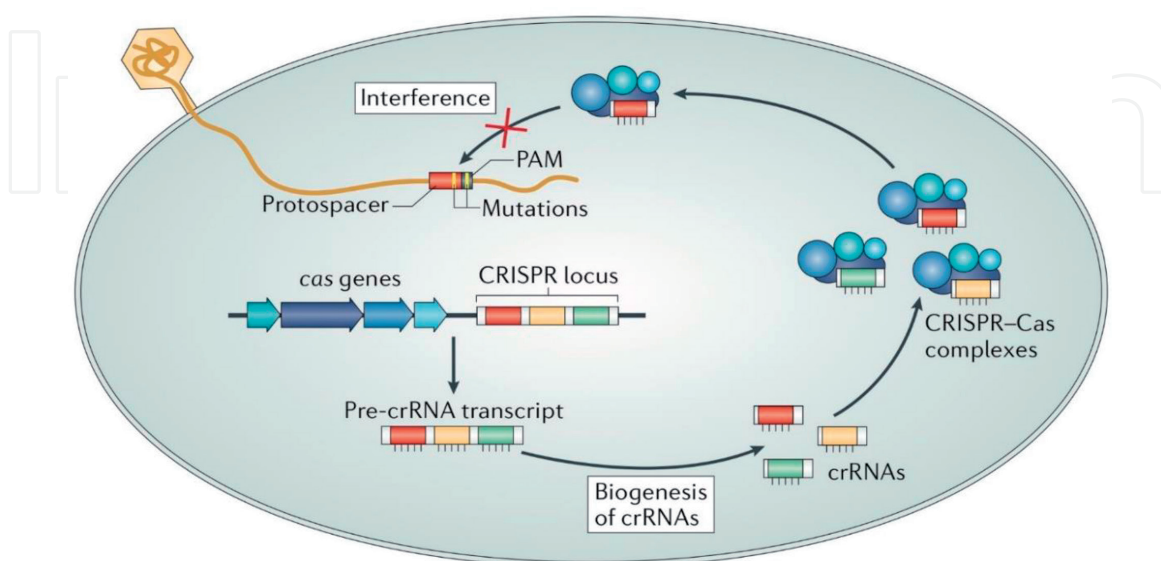 Interference
PAM
Protospacer
Mutations
cas genes
CRISPR locus
Pre-crRNA transcript
Biogenesis
of crRNAs
crRNAs
CRISPR–Cas
complexes